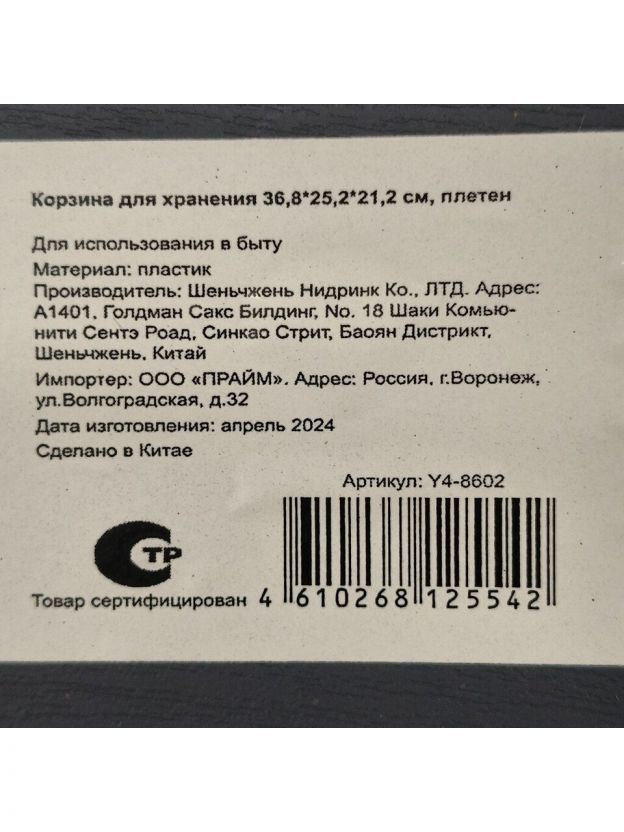 Корзина для хранения 36,8*25,2*21,2 см, плетен
Для использования в быту
Материал: пластик
Производитель: Шеньчжень Нидринк Ко., ЛТД. Адрес:
А1401, Голдман Сакс Билдинг, No. 18 Шаки Комью-
нити Сентэ Роад, Синкао Стрит, Баоян Дистрикт,
Шеньчжень, Китай
Импортер: ООО «ПРАЙМ». Адрес: Россия, г.Воронеж,
ул.Волгоградская, д.32
Дата изготовления: апрель 2024
Сделано в Китае
Артикул: Y4-8602
ТР
Товар сертифицирован
4 610268 125542